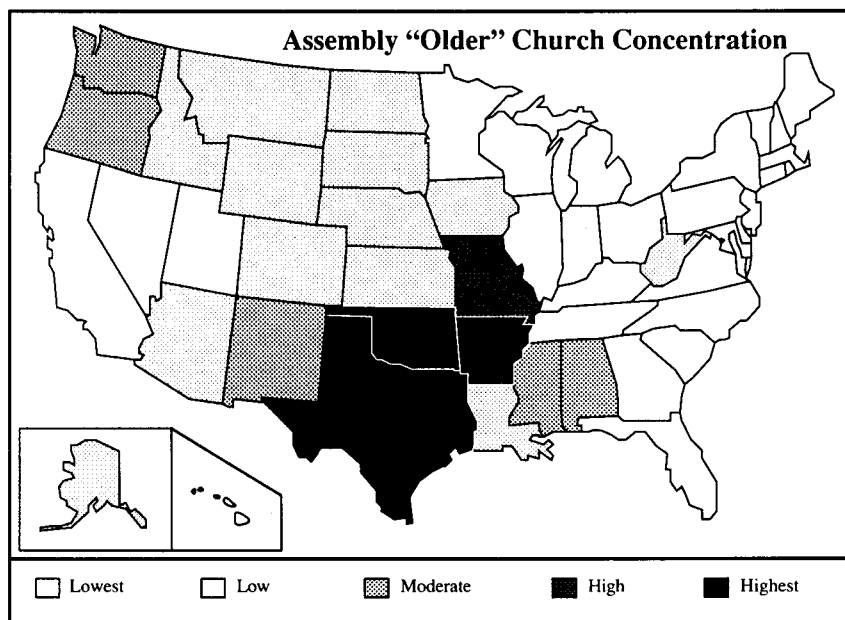 Assembly “Older” Church Concentration
Lowest Low Moderate High Highest